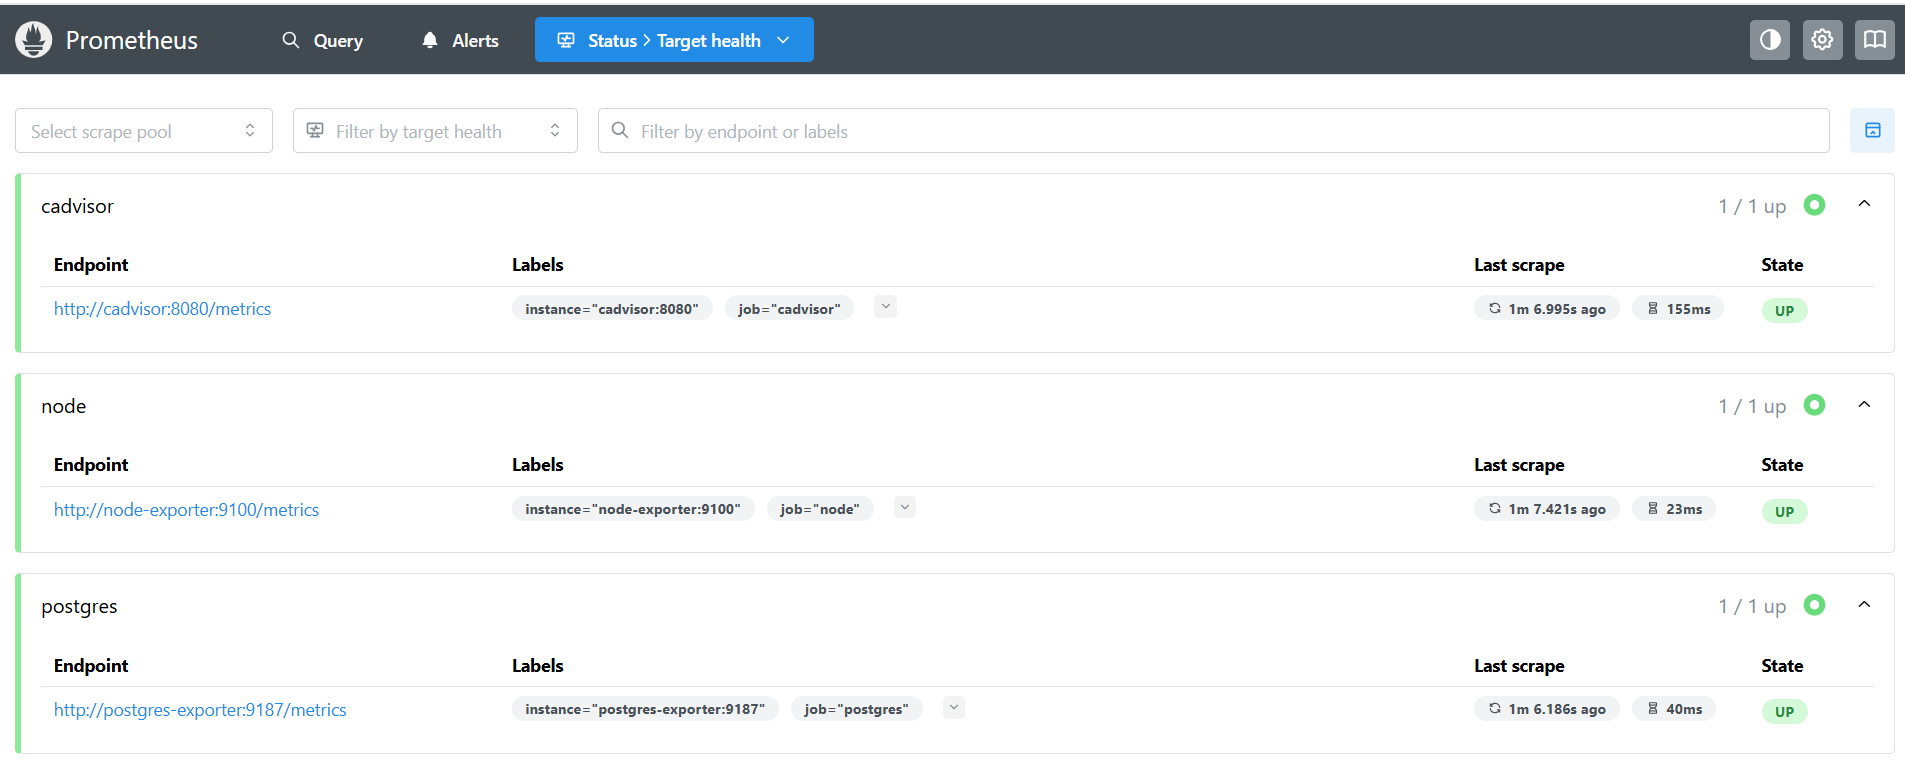 Prometheus Query Alerts Status > Target health
Select scrape pool Filter by target health Filter by endpoint or labels
cadvisor 1 / 1 up
Endpoint Labels Last scrape State
http://cadvisor:8080/metrics instance="cadvisor:8080" job="cadvisor" 1m 6.995s ago 155ms UP
node 1 / 1 up
Endpoint Labels Last scrape State
http://node-exporter:9100/metrics instance="node-exporter:9100" job="node" 1m 7.421s ago 23ms UP
postgres 1 / 1 up
Endpoint Labels Last scrape State
http://postgres-exporter:9187/metrics instance="postgres-exporter:9187" job="postgres" 1m 6.186s ago 40ms UP